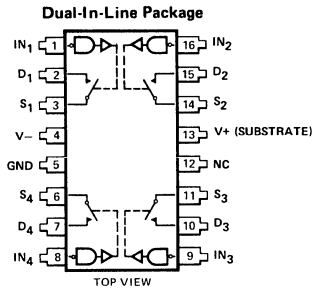 Dual-In-Line Package
IN₁ 1 16 IN₂
D₁ 2 15 D₂
S₁ 3 14 S₂
V− 4 13 V+ (SUBSTRATE)
GND 5 12 NC
S₄ 6 11 S₃
D₄ 7 10 D₃
IN₄ 8 9 IN₃
TOP VIEW